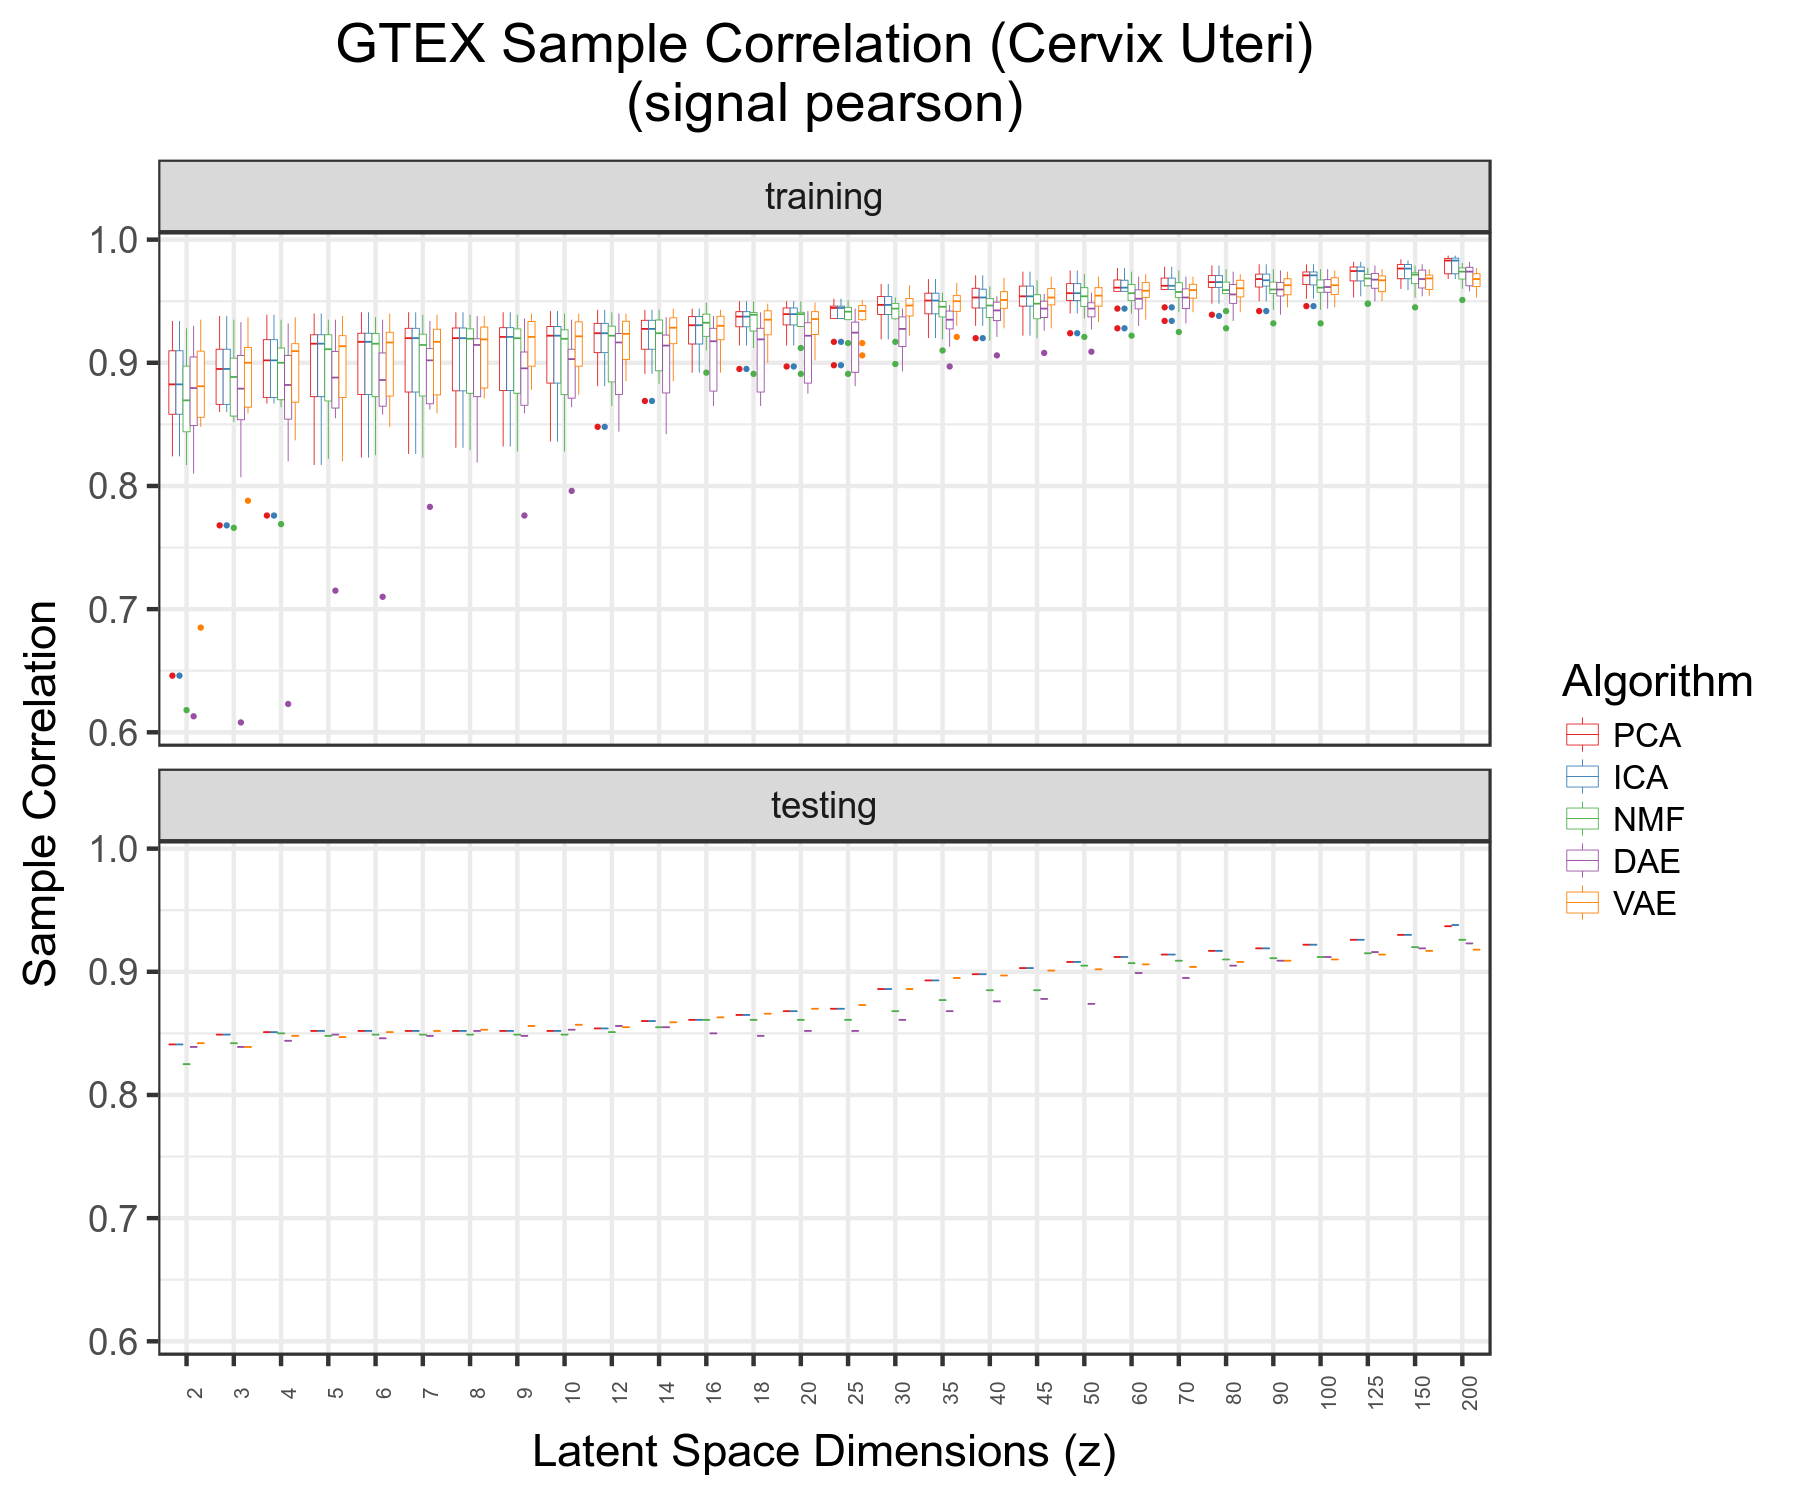 GTEX Sample Correlation (Cervix Uteri)
(signal pearson)
training
1.0
0.9
0.8
0.7
0.6
Sample Correlation
testing
1.0
0.9
0.8
0.7
0.6
2 3 4 5 6 7 8 9 10 12 14 16 18 20 25 30 35 40 45 50 60 70 80 90 100 125 150 200
Latent Space Dimensions (z)
Algorithm
PCA
ICA
NMF
DAE
VAE